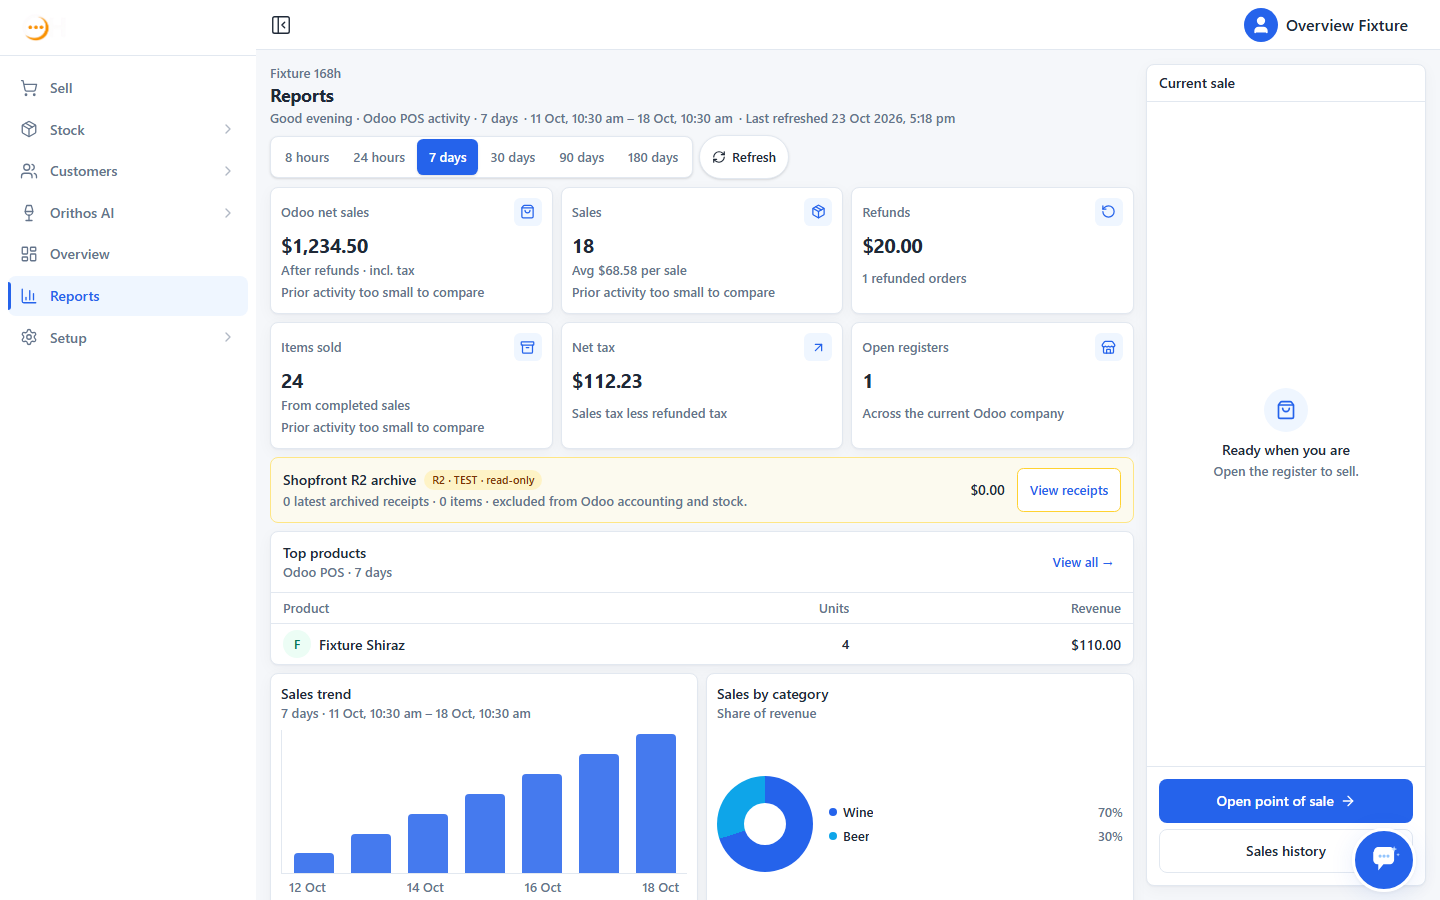 Overview Fixture
Sell
Stock
Customers
Orithos AI
Overview
Reports
Setup
Fixture 168h
Reports
Good evening · Odoo POS activity · 7 days · 11 Oct, 10:30 am – 18 Oct, 10:30 am · Last refreshed 23 Oct 2026, 5:18 pm
8 hours 24 hours 7 days 30 days 90 days 180 days Refresh
Odoo net sales
$1,234.50
After refunds · incl. tax
Prior activity too small to compare
Sales
18
Avg $68.58 per sale
Prior activity too small to compare
Refunds
$20.00
1 refunded orders
Items sold
24
From completed sales
Prior activity too small to compare
Net tax
$112.23
Sales tax less refunded tax
Open registers
1
Across the current Odoo company
Shopfront R2 archive R2 · TEST · read-only
0 latest archived receipts · 0 items · excluded from Odoo accounting and stock.
$0.00 View receipts
Top products
Odoo POS · 7 days
View all →
Product Units Revenue
F Fixture Shiraz 4 $110.00
Sales trend
7 days · 11 Oct, 10:30 am – 18 Oct, 10:30 am
12 Oct 14 Oct 16 Oct 18 Oct
Sales by category
Share of revenue
Wine 70%
Beer 30%
Current sale
Ready when you are
Open the register to sell.
Open point of sale →
Sales history